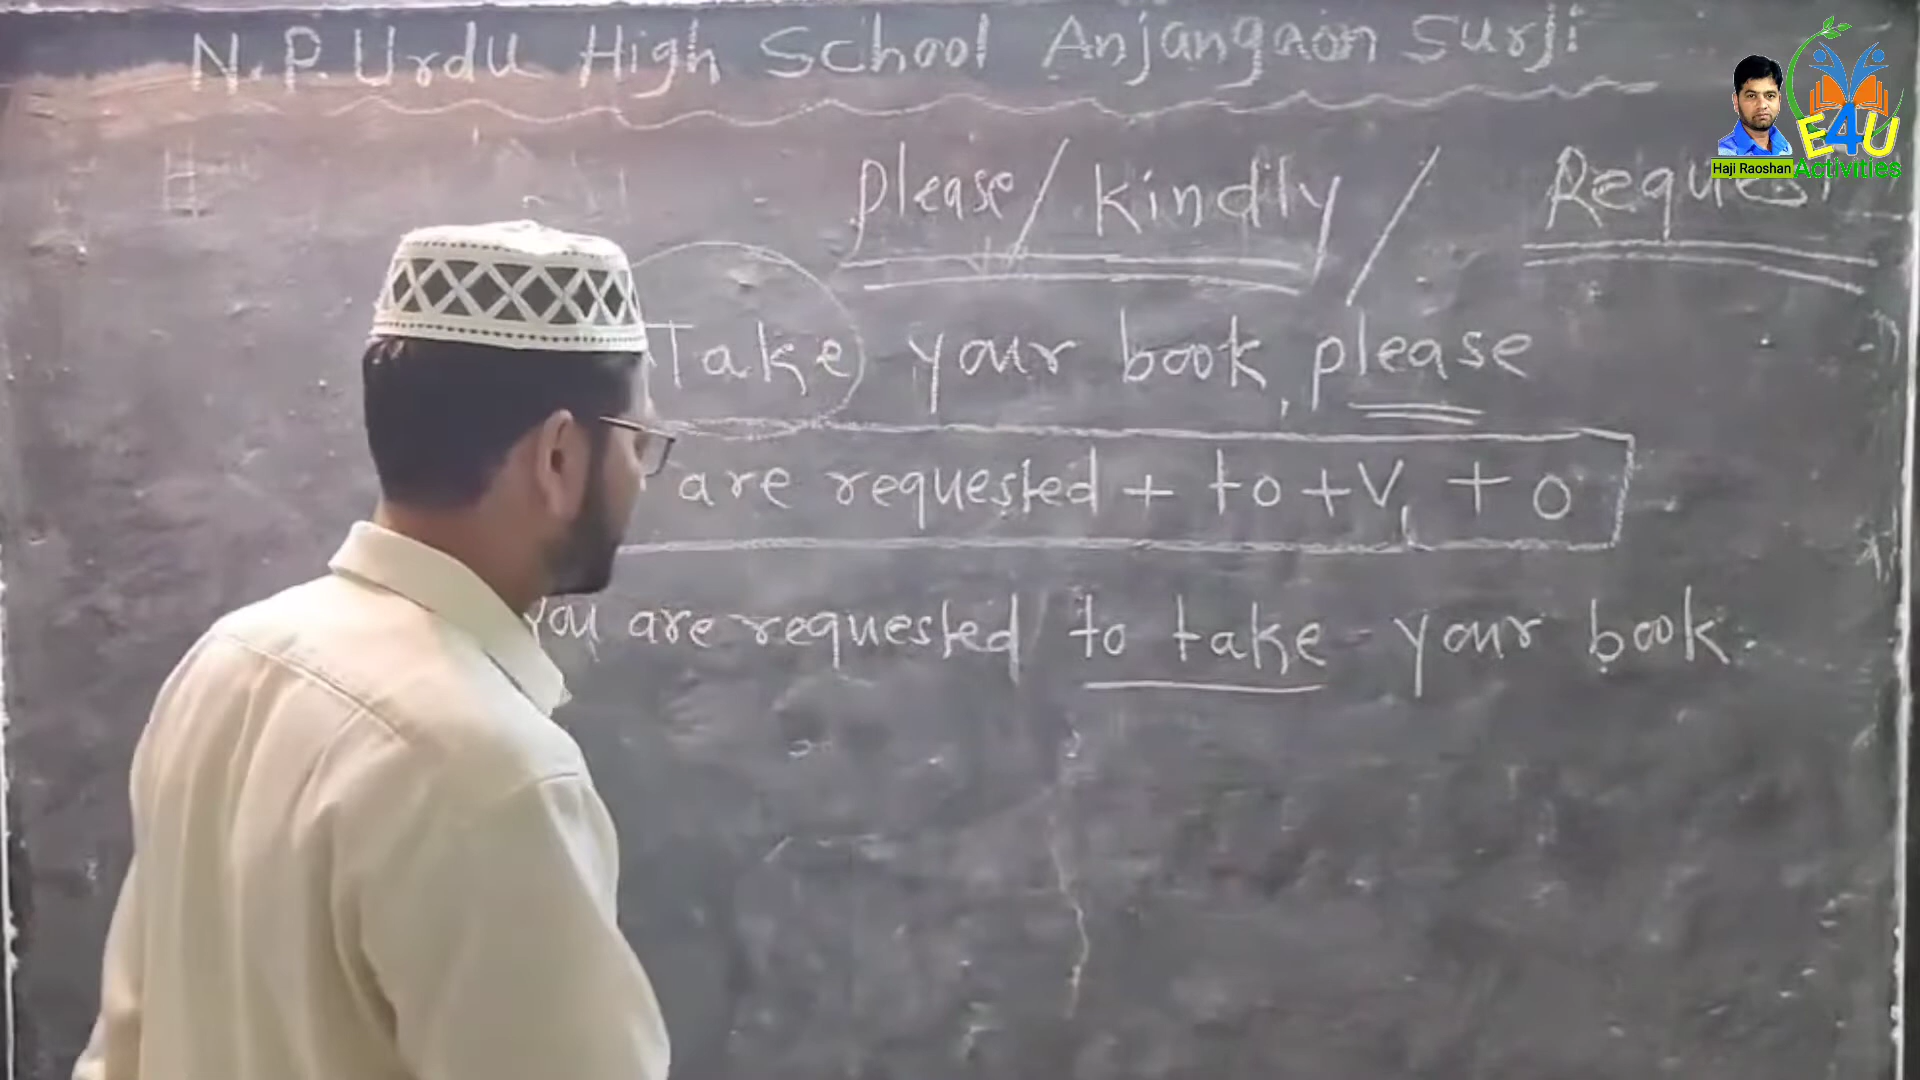 N.P.Urdu High School Anjangaon Surji
E4U
Haji Raoshan Activities
please / kindly / Request
Take your book, please
are requested + to + V1 + O
You are requested to take your book.